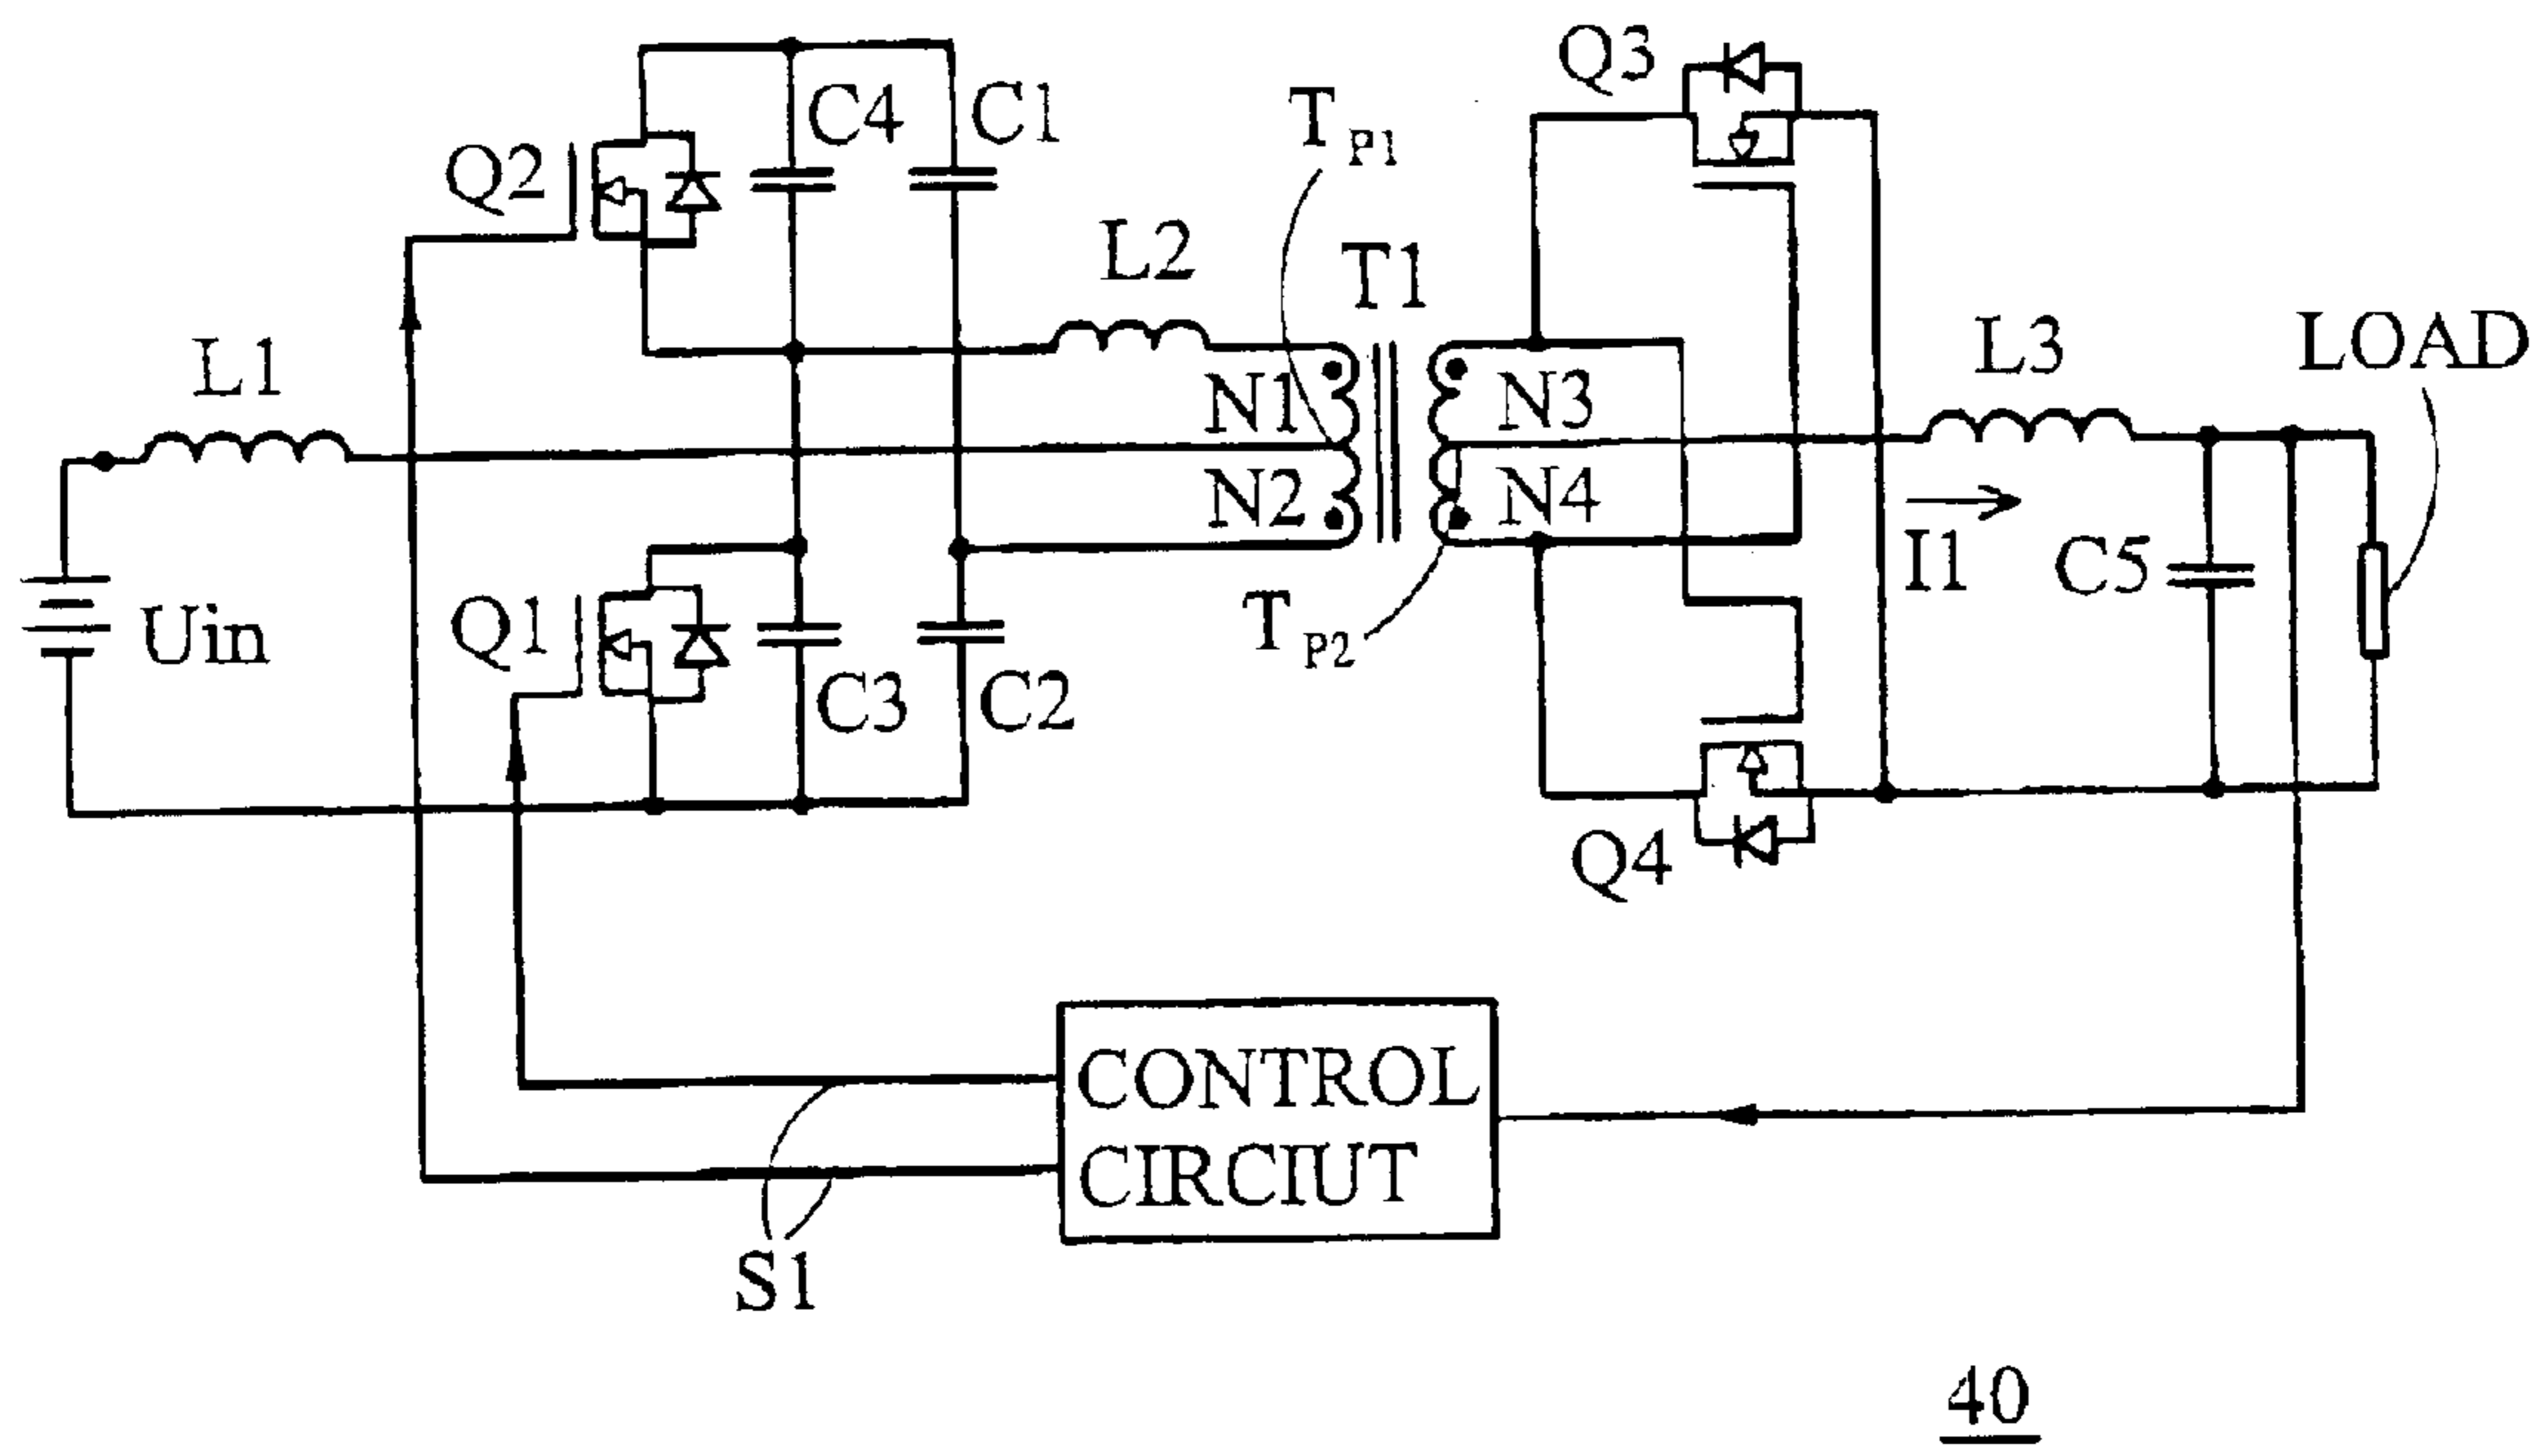 Q3
C4
C1
T P1
Q2
L2
T1
L1
L3
LOAD
N1
N3
N2
N4
I1
C5
Uin
Q1
T P2
C3
C2
Q4
CONTROL
CIRCIUT
S1
40